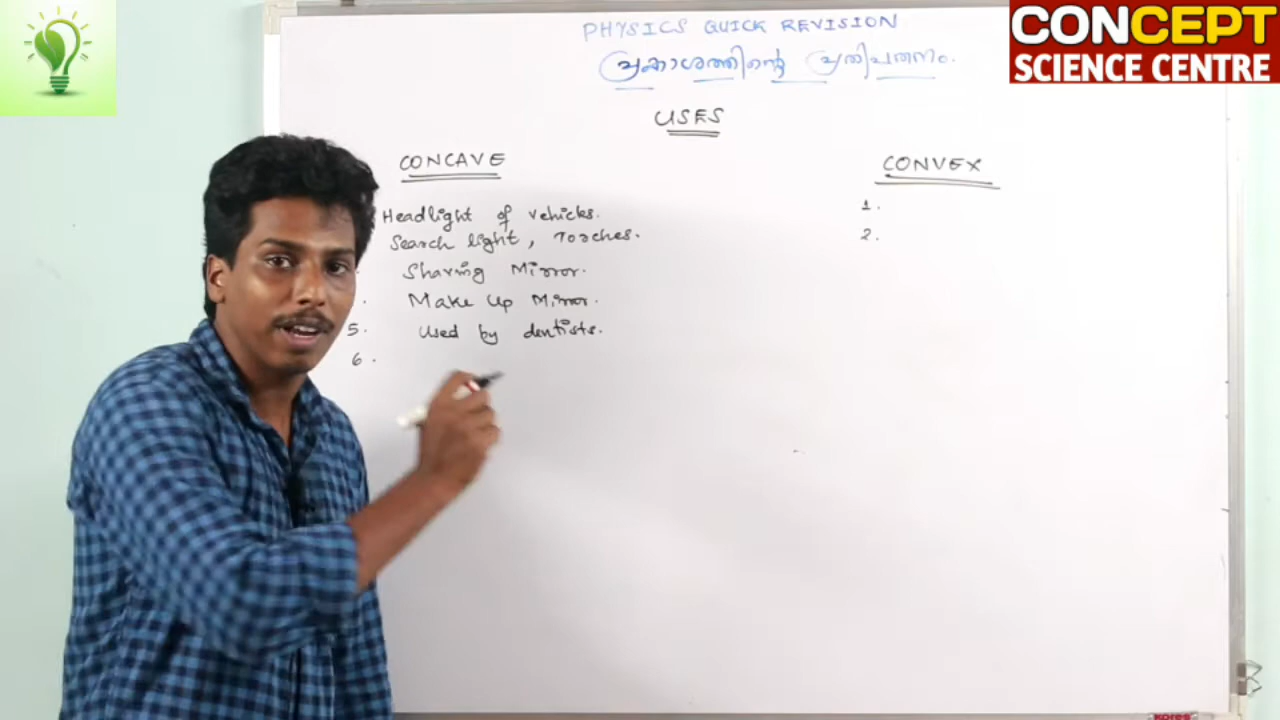 PHYSICS QUICK REVISION
പ്രകാശത്തിന്റെ പ്രതിപതനം.
CONCEPT
SCIENCE CENTRE
USES
CONCAVE
Headlight of vehicles.
Search light, Torches.
Shaving Mirror.
. Make Up Mirror.
5. Used by dentists.
6.
CONVEX
1.
2.
kores